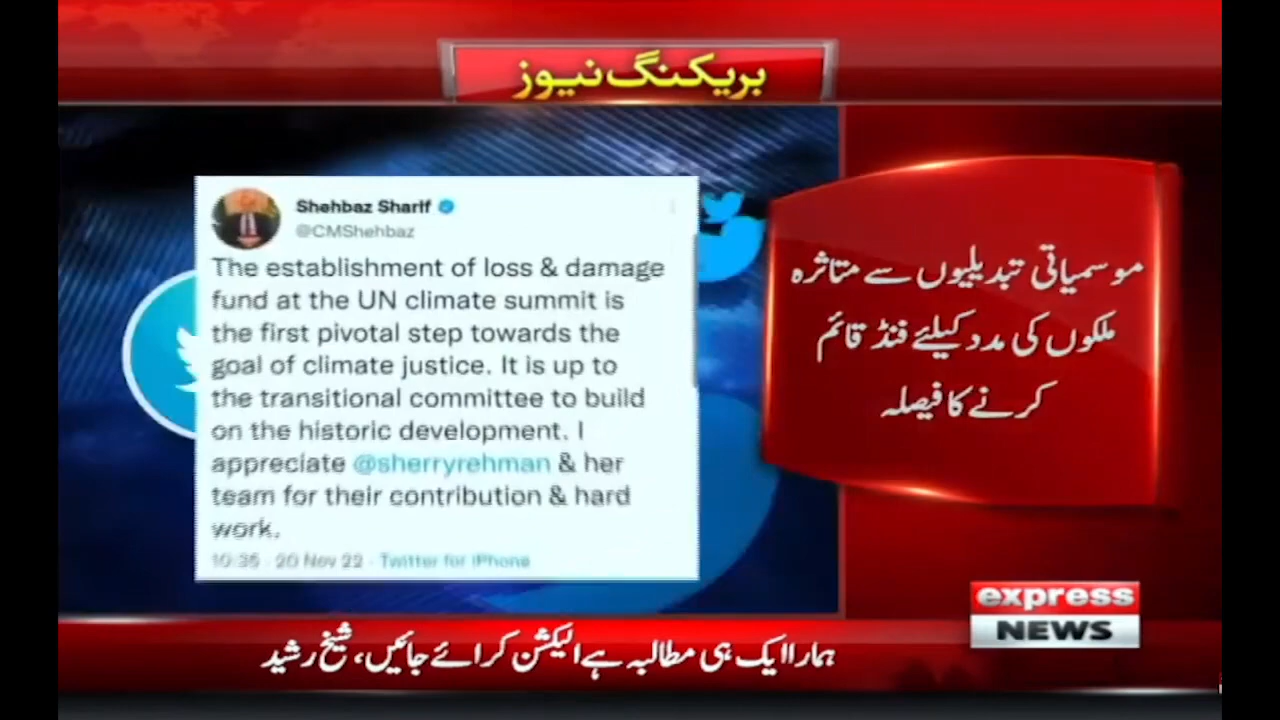 بریکنگ نیوز
Shehbaz Sharif
@CMShehbaz
The establishment of loss & damage
fund at the UN climate summit is
the first pivotal step towards the
goal of climate justice. It is up to
the transitional committee to build
on the historic development. I
appreciate @sherryrehman & her
team for their contribution & hard
work.
10:35 · 20 Nov 22 · Twitter for iPhone
موسمیاتی تبدیلیوں سے متاثرہ
ملکوں کی مدد کیلئے فنڈ قائم
کرنے کا فیصلہ
express
NEWS
ہمارا ایک ہی مطالبہ ہے الیکشن کرائے جائیں، شیخ رشید